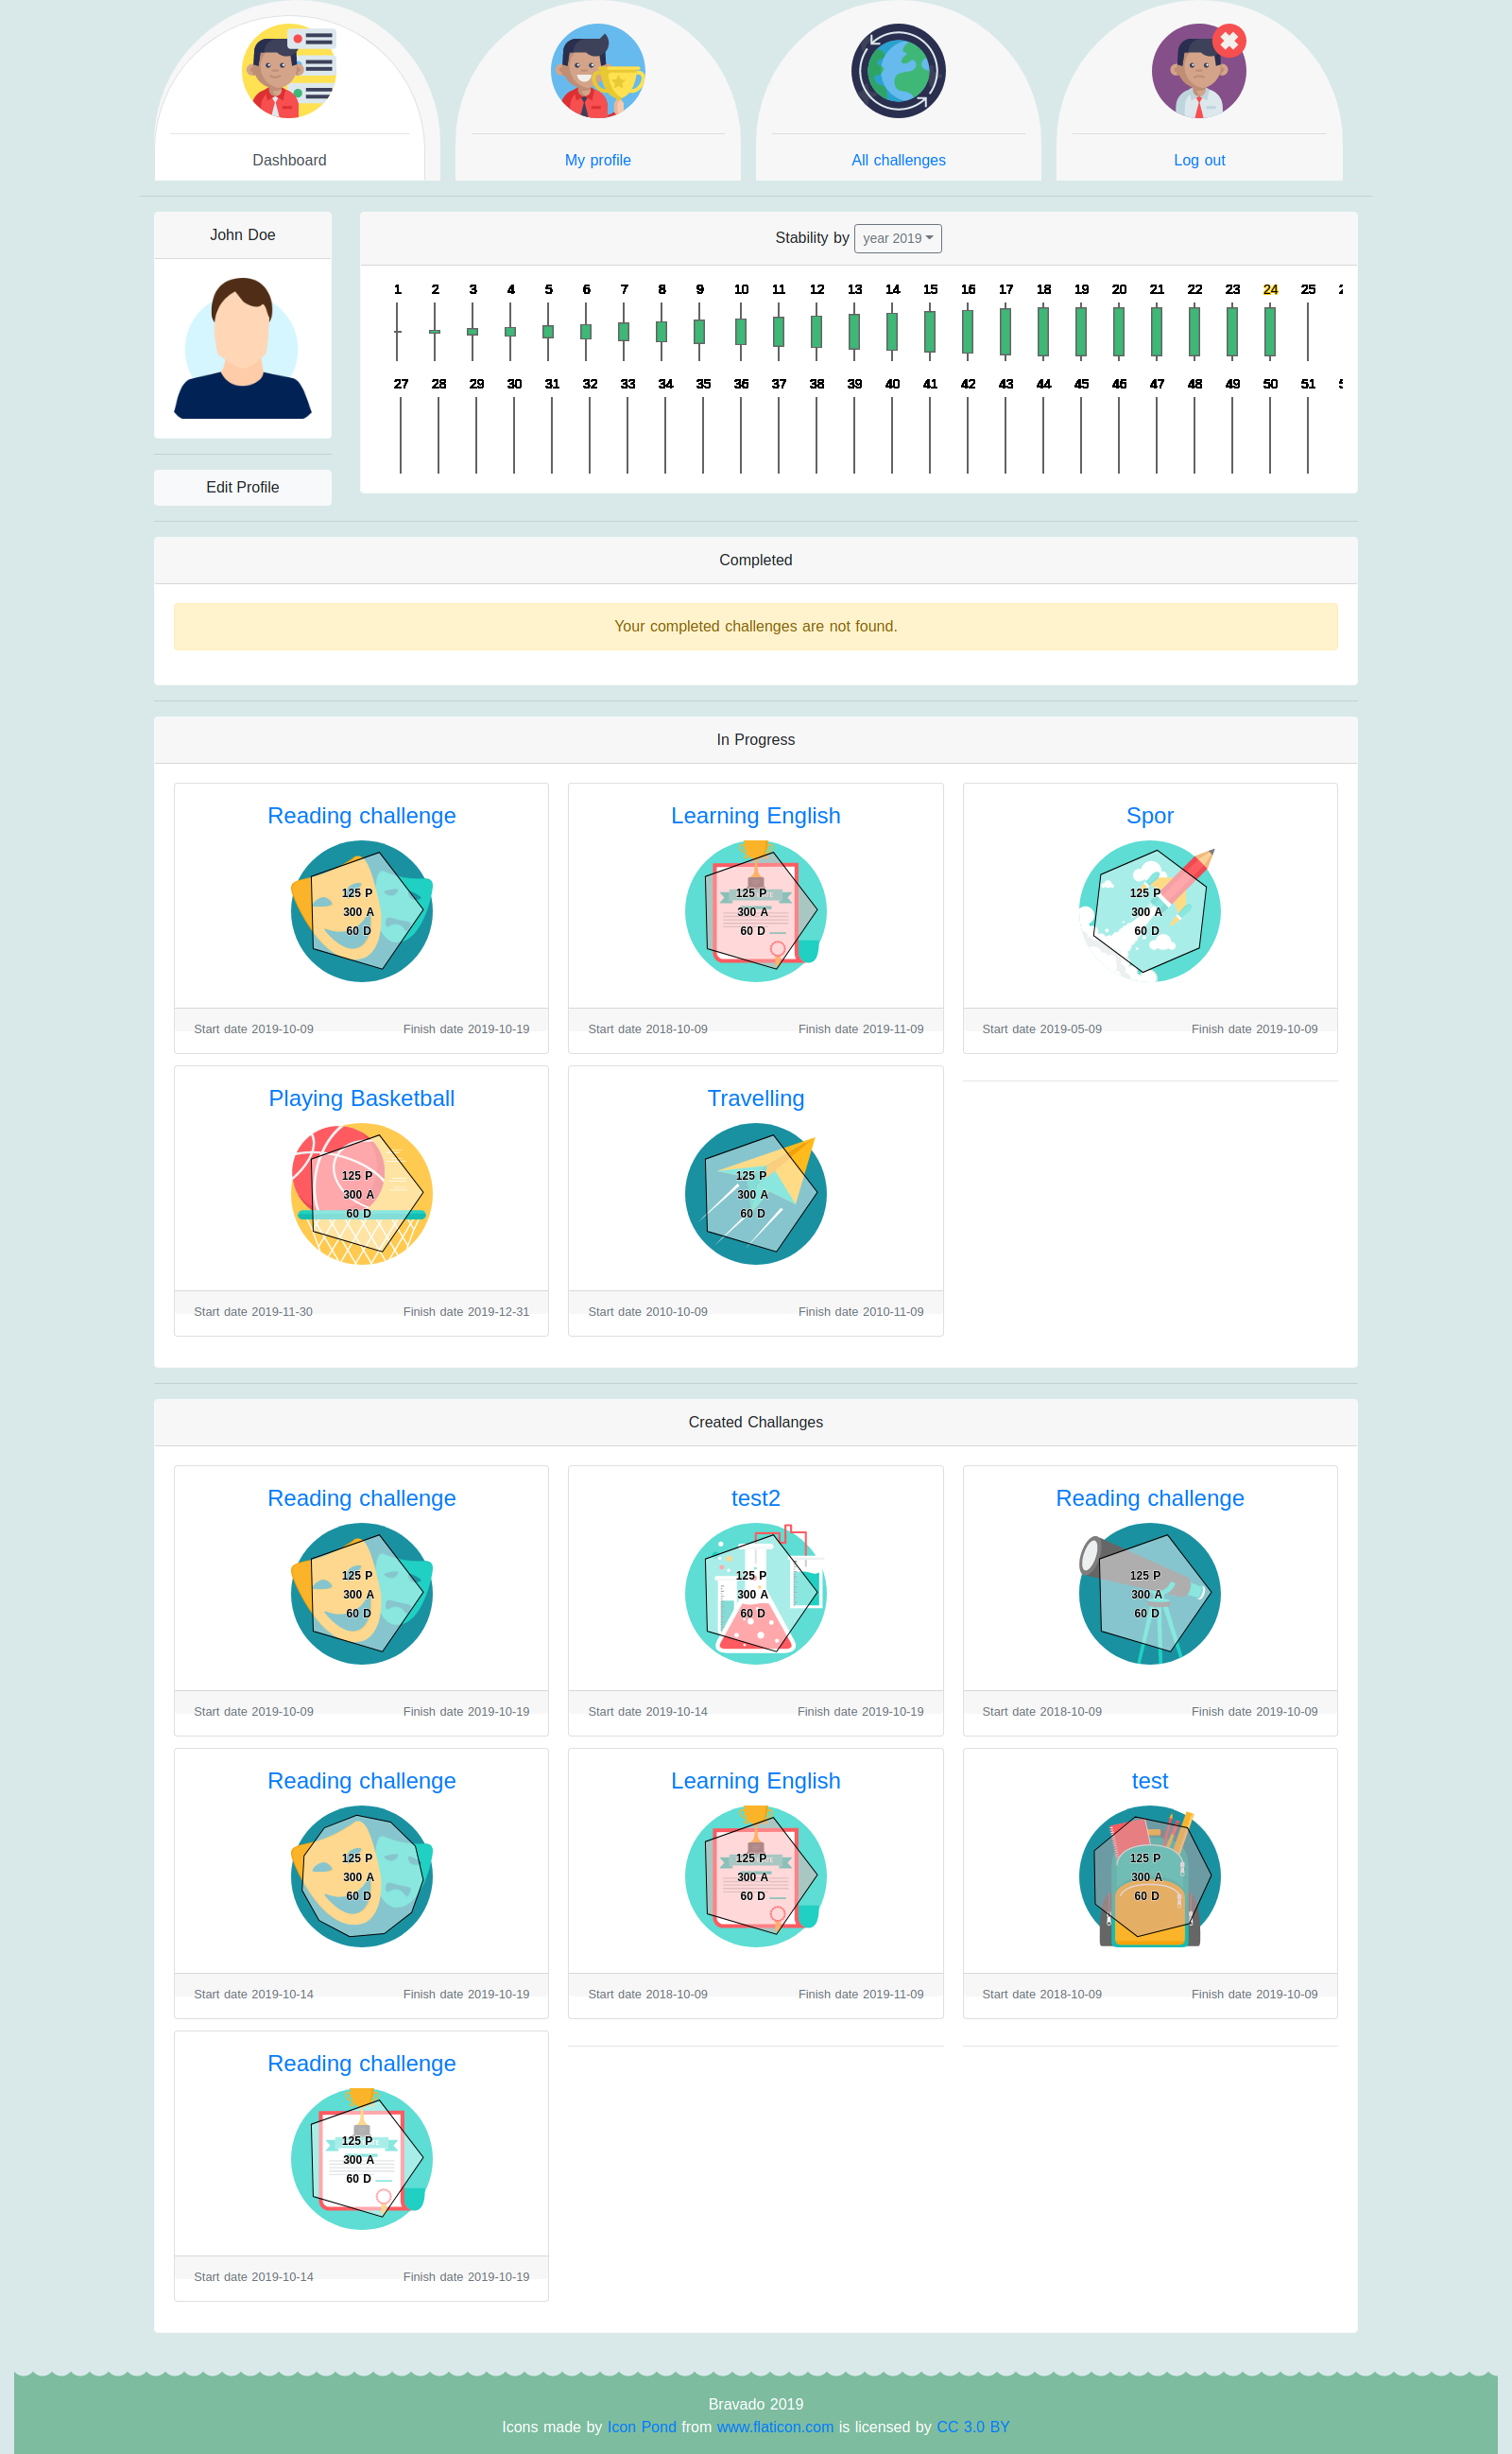 Dashboard
My profile
All challenges
Log out
John Doe
Stability by year 2019
1 2 3 4 5 6 7 8 9 10 11 12 13 14 15 16 17 18 19 20 21 22 23 24 25
27 28 29 30 31 32 33 34 35 36 37 38 39 40 41 42 43 44 45 46 47 48 49 50 51
Edit Profile
Completed
Your completed challenges are not found.
In Progress
Reading challenge
125 P
300 A
60 D
Start date 2019-10-09 Finish date 2019-10-19
Learning English
125 P
300 A
60 D
Start date 2018-10-09 Finish date 2019-11-09
Spor
125 P
300 A
60 D
Start date 2019-05-09 Finish date 2019-10-09
Playing Basketball
125 P
300 A
60 D
Start date 2019-11-30 Finish date 2019-12-31
Travelling
125 P
300 A
60 D
Start date 2010-10-09 Finish date 2010-11-09
Created Challanges
Reading challenge
125 P
300 A
60 D
Start date 2019-10-09 Finish date 2019-10-19
test2
125 P
300 A
60 D
Start date 2019-10-14 Finish date 2019-10-19
Reading challenge
125 P
300 A
60 D
Start date 2018-10-09 Finish date 2019-10-09
Reading challenge
125 P
300 A
60 D
Start date 2019-10-14 Finish date 2019-10-19
Learning English
125 P
300 A
60 D
Start date 2018-10-09 Finish date 2019-11-09
test
125 P
300 A
60 D
Start date 2018-10-09 Finish date 2019-10-09
Reading challenge
125 P
300 A
60 D
Start date 2019-10-14 Finish date 2019-10-19
Bravado 2019
Icons made by Icon Pond from www.flaticon.com is licensed by CC 3.0 BY